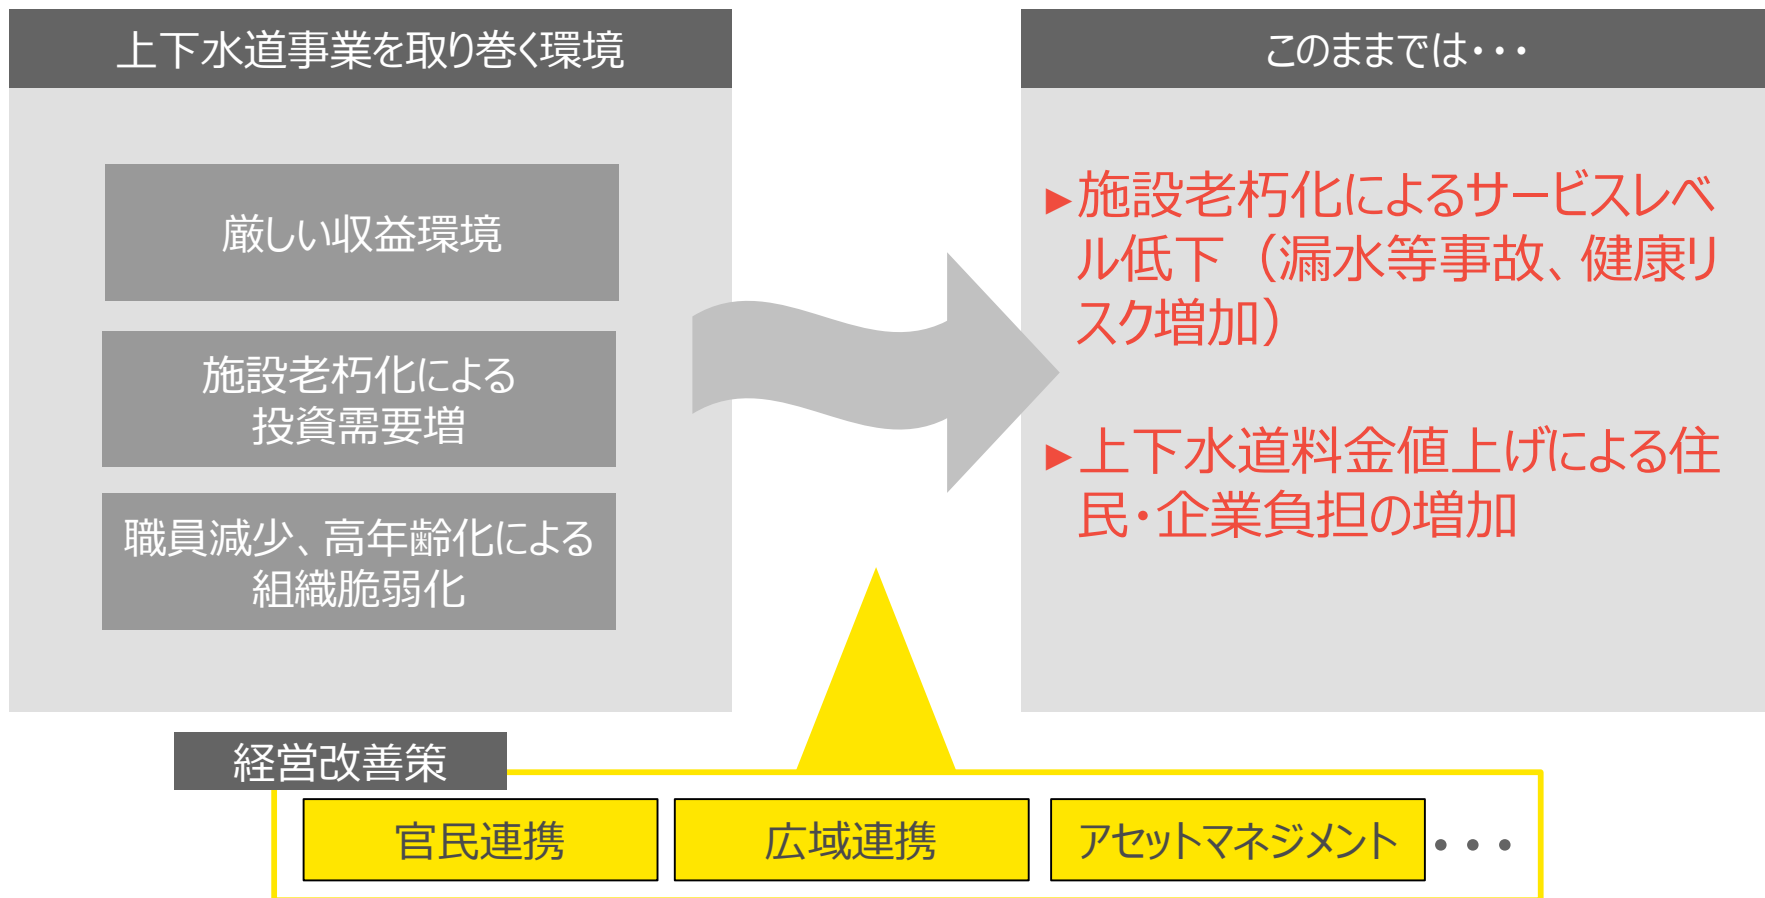 上下水道事業を取り巻く環境
厳しい収益環境
施設老朽化による
投資需要増
職員減少、高年齢化による
組織脆弱化
このままでは・・・
►施設老朽化によるサービスレベ
ル低下（漏水等事故、健康リ
スク増加）
►上下水道料金値上げによる住
民・企業負担の増加
経営改善策
官民連携
広域連携
アセットマネジメント
・・・